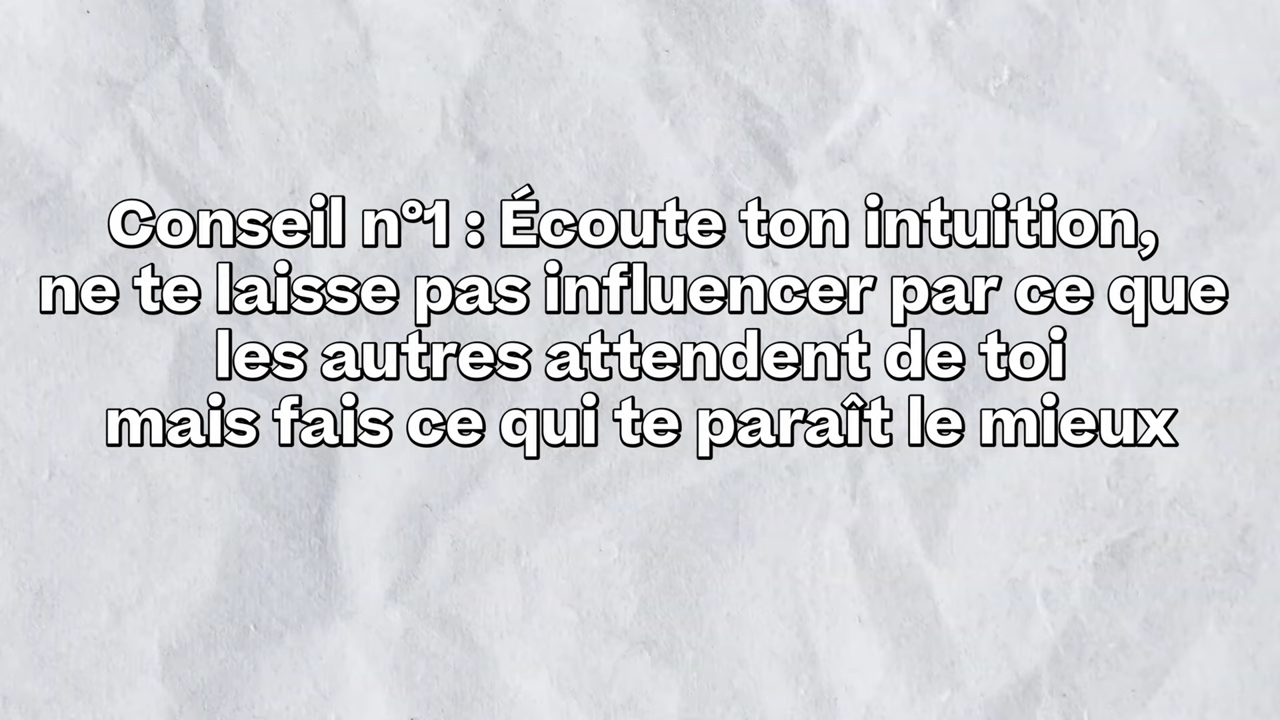 Conseil n°1 : Écoute ton intuition,
ne te laisse pas influencer par ce que
les autres attendent de toi
mais fais ce qui te paraît le mieux